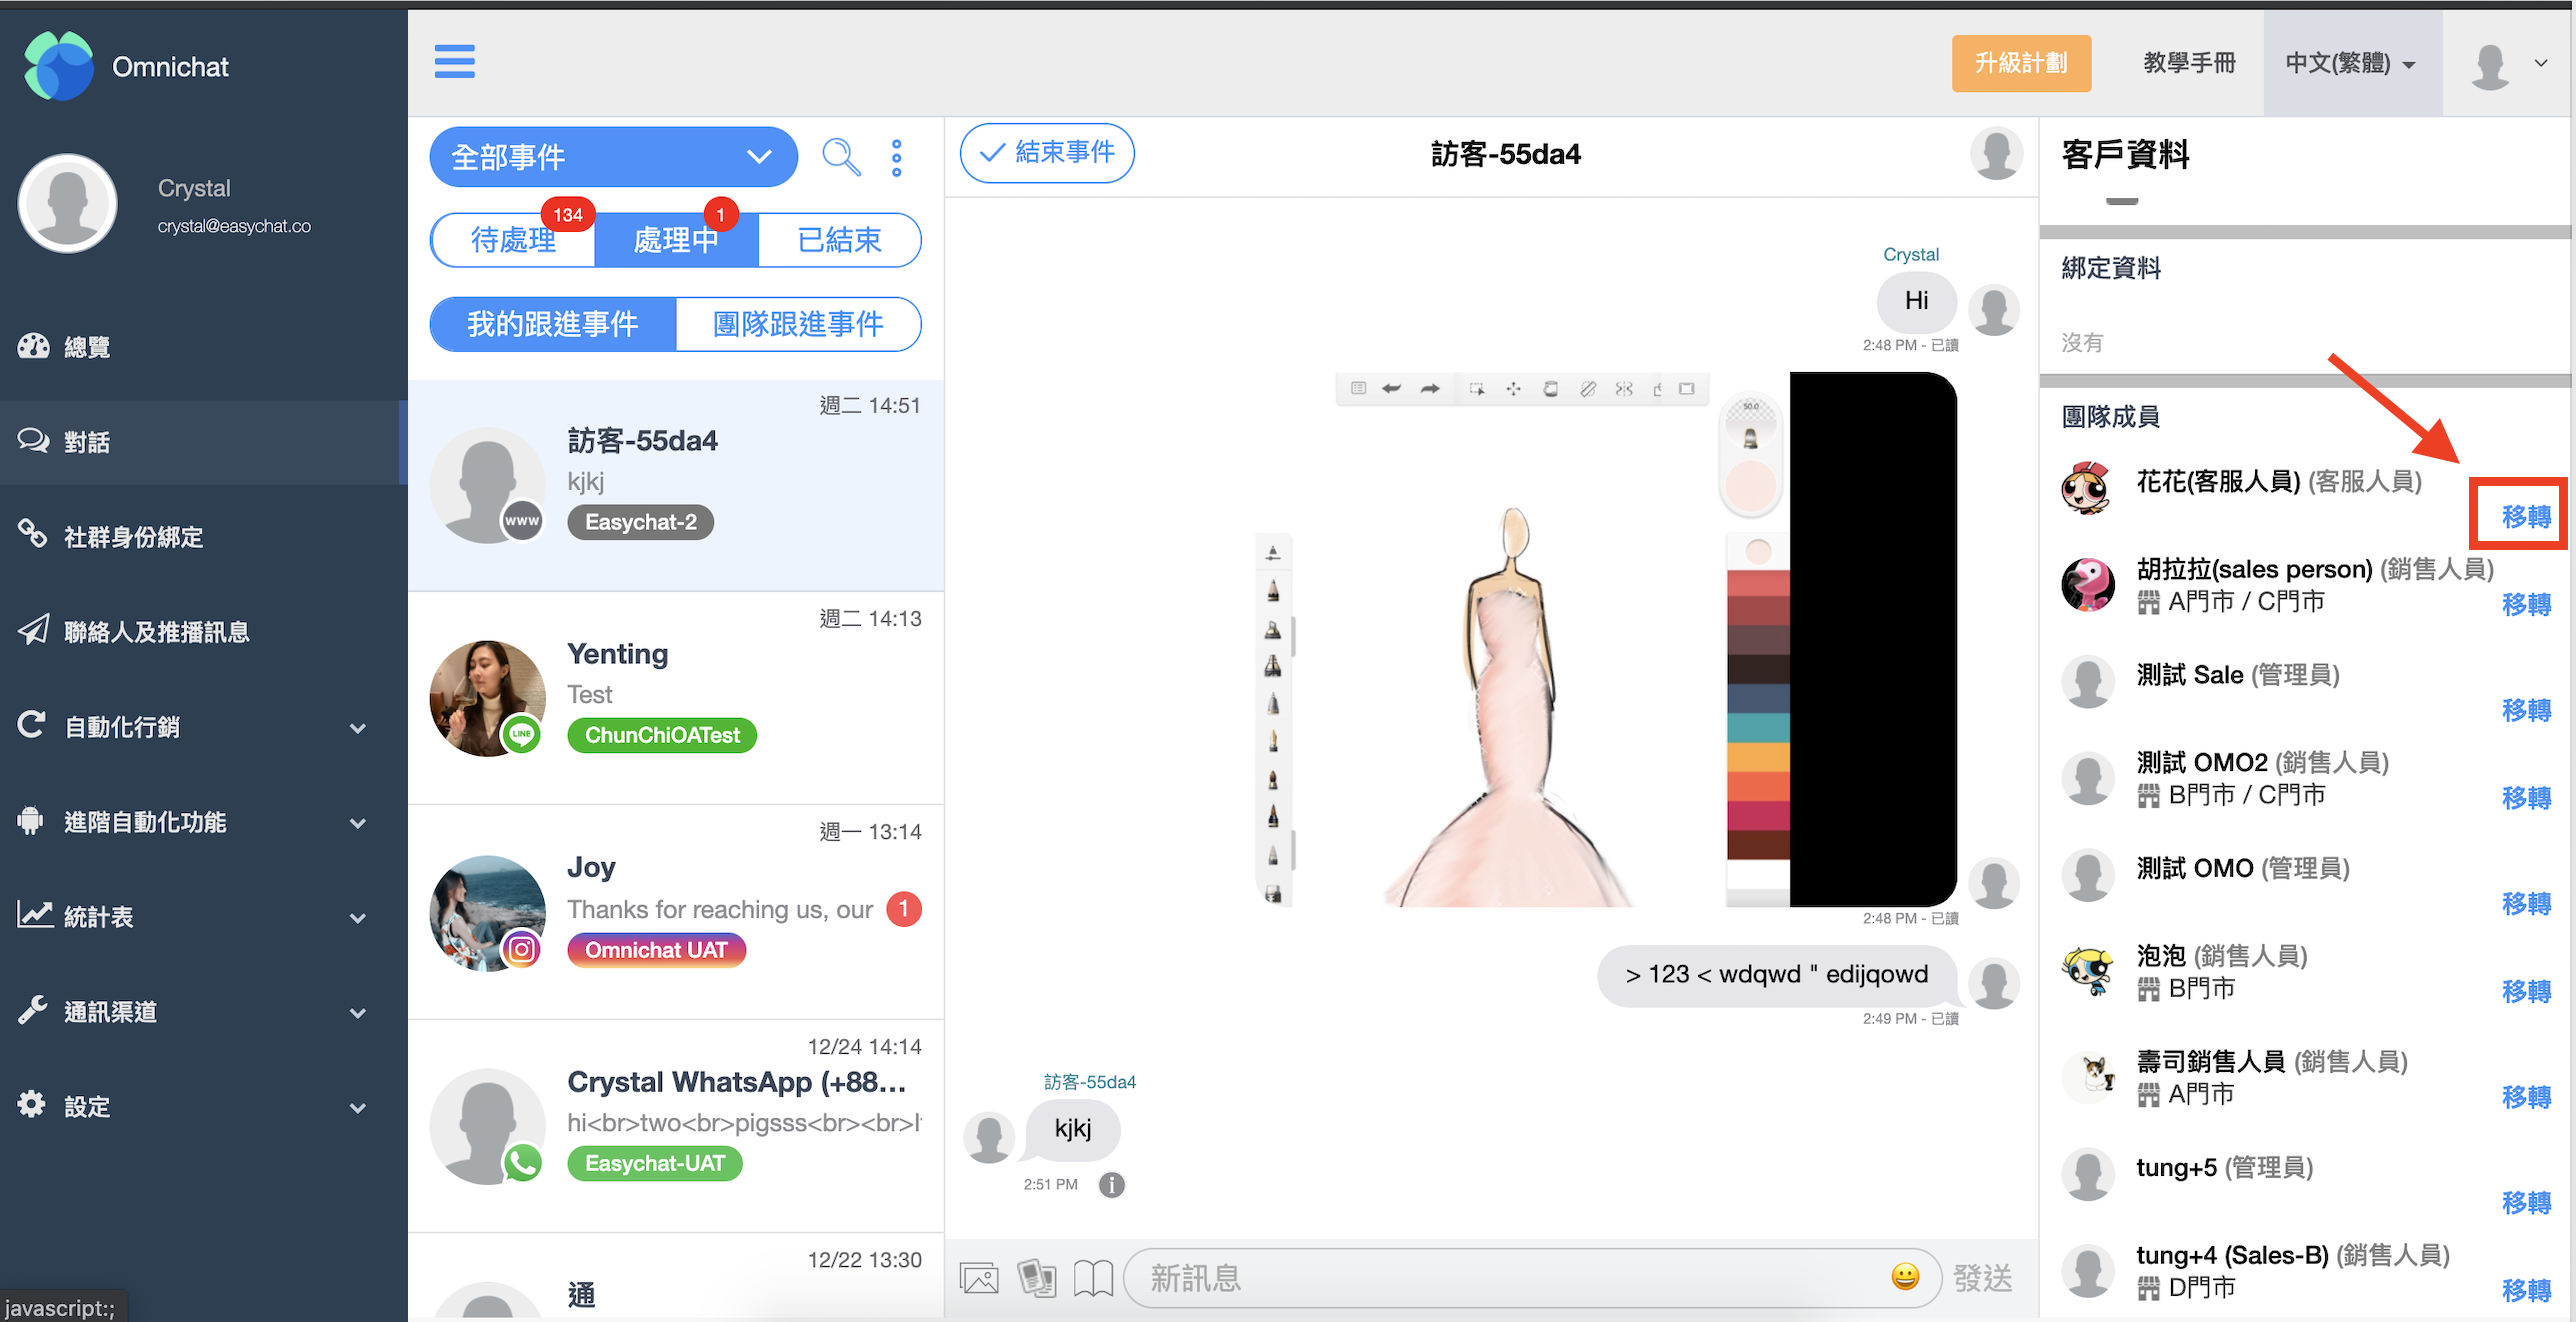 Omnichat
升級計劃
教學手冊
中文(繁體)
Crystal
crystal@easychat.co
總覽
對話
社群身份綁定
聯絡人及推播訊息
自動化行銷
進階自動化功能
統計表
通訊渠道
設定
javascript:;
全部事件
待處理
134
處理中
1
已結束
我的跟進事件
團隊跟進事件
週二 14:51
訪客-55da4
kjkj
www
Easychat-2
週二 14:13
Yenting
Test
LINE
ChunChiOATest
週一 13:14
Joy
Thanks for reaching us, our
1
Omnichat UAT
12/24 14:14
Crystal WhatsApp (+88...
hi<br>two<br>pigsss<br><br>l
Easychat-UAT
12/22 13:30
通
結束事件
訪客-55da4
Crystal
Hi
2:48 PM - 已讀
50.0
2:48 PM - 已讀
> 123 < wdqwd " edijqowd
2:49 PM - 已讀
訪客-55da4
kjkj
2:51 PM
新訊息
發送
客戶資料
綁定資料
沒有
團隊成員
花花(客服人員) (客服人員)
移轉
胡拉拉(sales person) (銷售人員)
A門市 / C門市
移轉
測試 Sale (管理員)
移轉
測試 OMO2 (銷售人員)
B門市 / C門市
移轉
測試 OMO (管理員)
移轉
泡泡 (銷售人員)
B門市
移轉
壽司銷售人員 (銷售人員)
A門市
移轉
tung+5 (管理員)
移轉
tung+4 (Sales-B) (銷售人員)
D門市
移轉